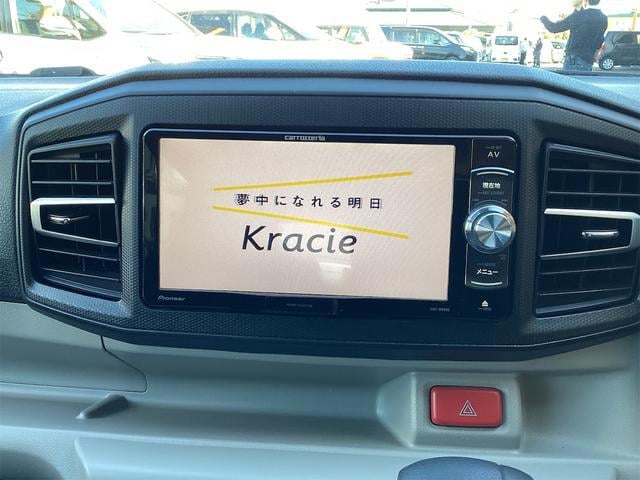 carrozzeria
AV
現在地
夢中になれる明日
Kracie
メニュー
Pioneer